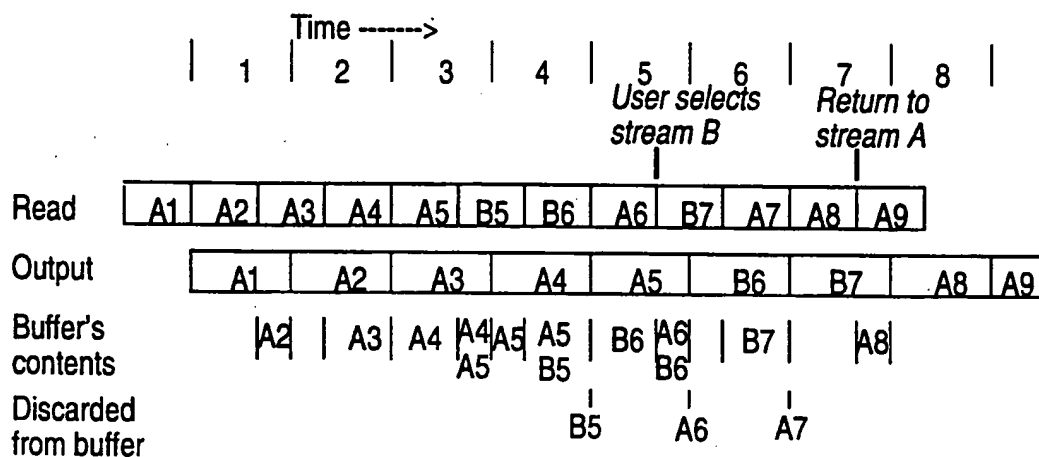 Time ------->
1 2 3 4 5 6 7 8
User selects Return to
stream B stream A
Read A1 A2 A3 A4 A5 B5 B6 A6 B7 A7 A8 A9
Output A1 A2 A3 A4 A5 B6 B7 A8 A9
Buffer's A2 A3 A4 A4 A5 A5 B6 A6 B7 A8
contents A5 B5 B6
Discarded B5 A6 A7
from buffer